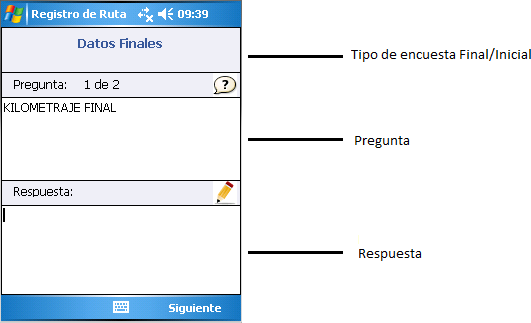 Registro de Ruta 09:39
Datos Finales
Tipo de encuesta Final/Inicial
Pregunta: 1 de 2
?
KILOMETRAJE FINAL
Pregunta
Respuesta:
Respuesta
Siguiente